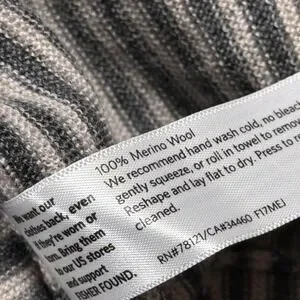 100% Merino Wool
We recommend hand wash cold, no bleac
gently squeeze, or roll in towel to remov
Reshape and lay flat to dry. Press to r
cleaned.
RN#78121/CA#34460 F17MEJ
We want our
clothes back, even
if they're worn or
torn. bring them
to our US stores
and support
FISHER FOUND.